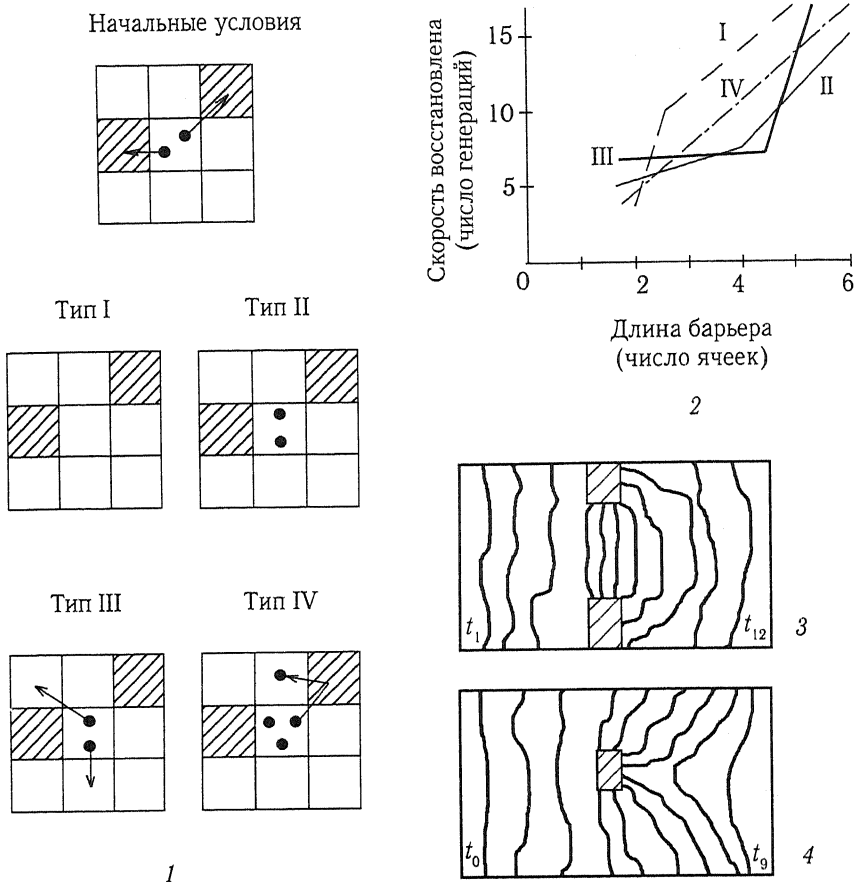 Начальные условия
Тип I
Тип II
Тип III
Тип IV
1
Скорость восстановлена
(число генераций)
15
10
5
I
IV
II
III
0
2
4
6
Длина барьера
(число ячеек)
2
t1
t12
3
t0
t9
4